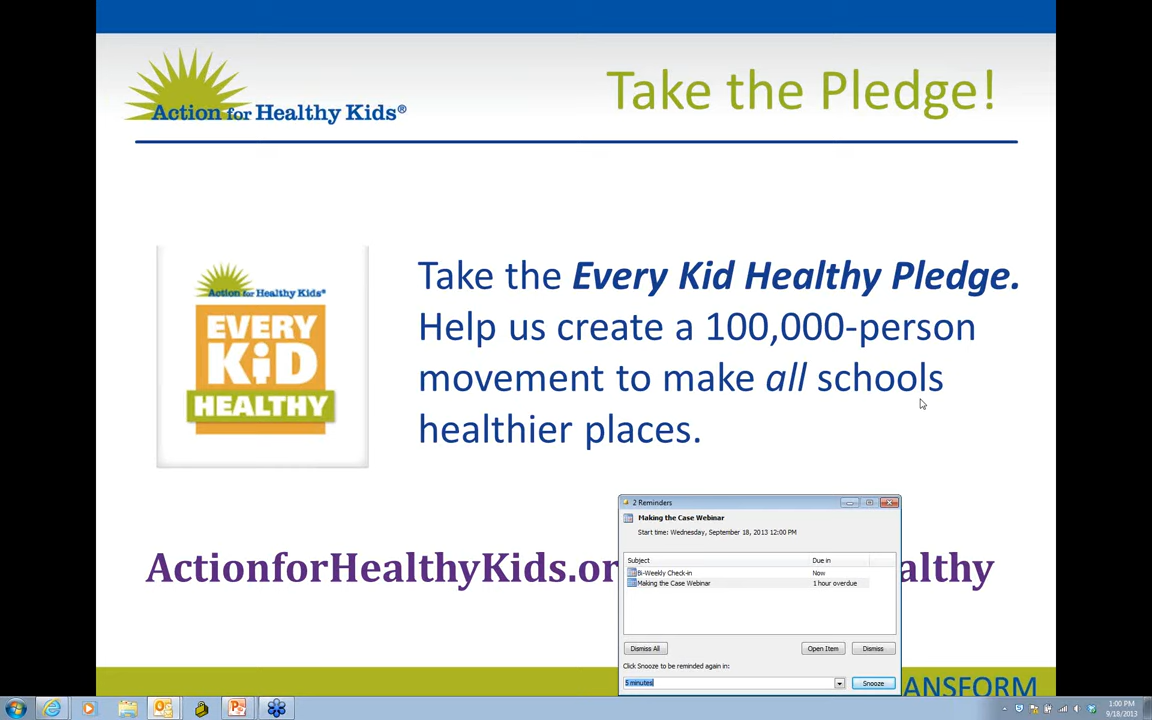 Take the Pledge!
Action for Healthy Kids®
Take the Every Kid Healthy Pledge.
Help us create a 100,000-person
movement to make all schools
healthier places.
Action for Healthy Kids®
EVERY
KID
HEALTHY
2 Reminders
Making the Case Webinar
Start time: Wednesday, September 18, 2013 12:00 PM
Subject Due in
Bi-Weekly Check-in Now
Making the Case Webinar 1 hour overdue
ActionforHealthyKids.or althy
Dismiss All Open Item Dismiss
Click Snooze to be reminded again in:
5 minutes Snooze
ANSFORM
1:00 PM
9/18/2013